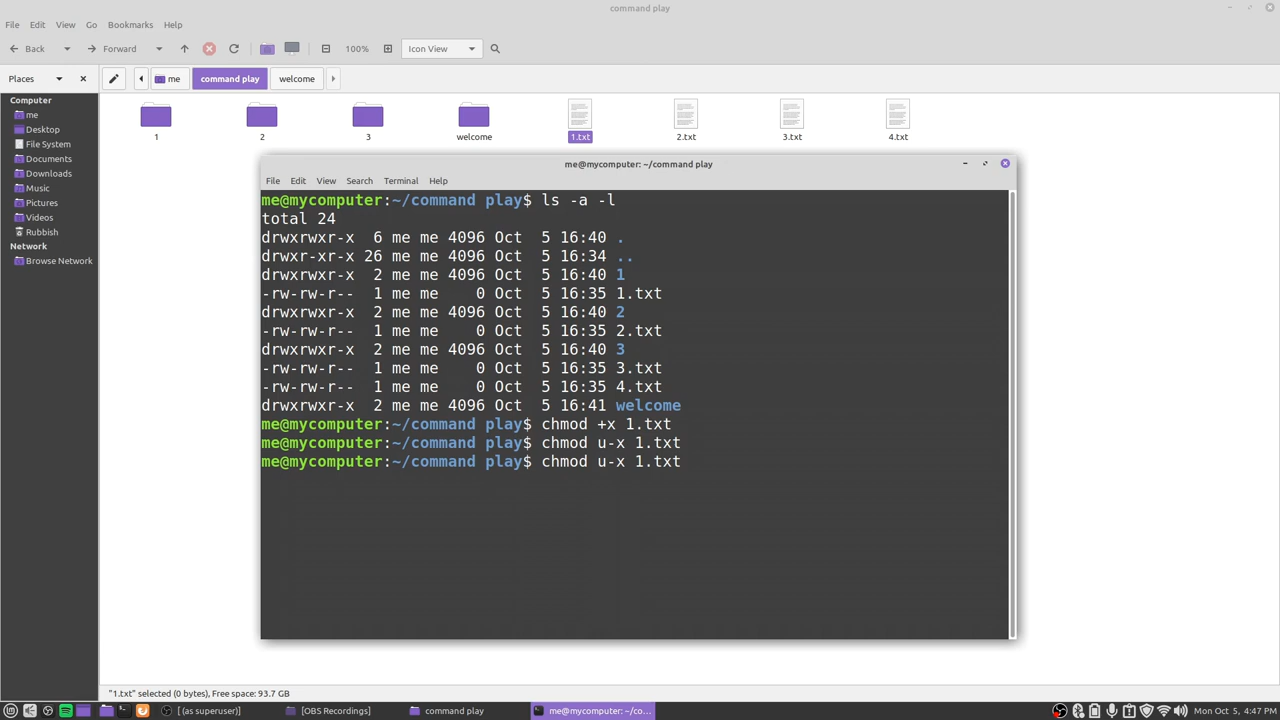 command play
File Edit View Go Bookmarks Help
Back Forward 100% Icon View
Places me command play welcome
Computer
me
Desktop
File System
Documents
Downloads
Music
Pictures
Videos
Rubbish
Network
Browse Network
1 2 3 welcome 1.txt 2.txt 3.txt 4.txt
me@mycomputer: ~/command play
File Edit View Search Terminal Help
me@mycomputer:~/command play$ ls -a -l
total 24
drwxrwxr-x  6 me me 4096 Oct  5 16:40 .
drwxr-xr-x 26 me me 4096 Oct  5 16:34 ..
drwxrwxr-x  2 me me 4096 Oct  5 16:40 1
-rw-rw-r--  1 me me    0 Oct  5 16:35 1.txt
drwxrwxr-x  2 me me 4096 Oct  5 16:40 2
-rw-rw-r--  1 me me    0 Oct  5 16:35 2.txt
drwxrwxr-x  2 me me 4096 Oct  5 16:40 3
-rw-rw-r--  1 me me    0 Oct  5 16:35 3.txt
-rw-rw-r--  1 me me    0 Oct  5 16:35 4.txt
drwxrwxr-x  2 me me 4096 Oct  5 16:41 welcome
me@mycomputer:~/command play$ chmod +x 1.txt
me@mycomputer:~/command play$ chmod u-x 1.txt
me@mycomputer:~/command play$ chmod u-x 1.txt
"1.txt" selected (0 bytes), Free space: 93.7 GB
[ (as superuser)] [OBS Recordings] command play me@mycomputer: ~/co... Mon Oct 5, 4:47 PM